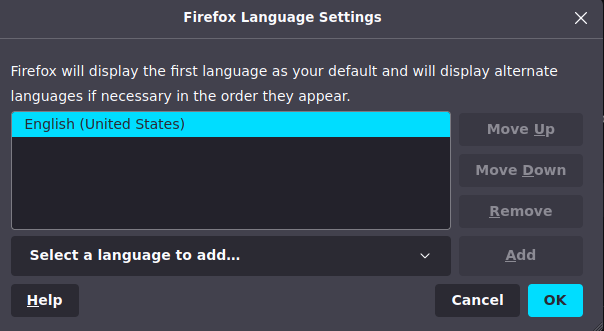 Firefox Language Settings
Firefox will display the first language as your default and will display alternate
languages if necessary in the order they appear.
English (United States)
Move Up
Move Down
Remove
Select a language to add...
Add
Help
Cancel
OK